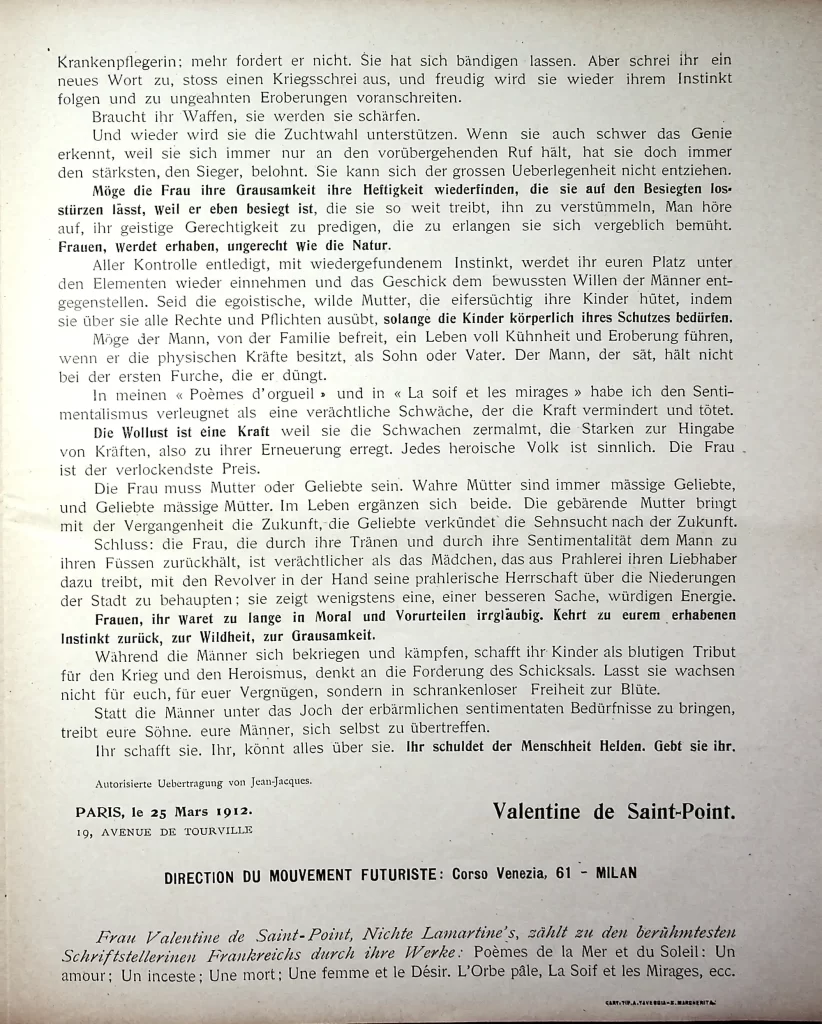 Krankenpflegerin; mehr fordert er nicht. Sie hat sich bändigen lassen. Aber schrei ihr ein
neues Wort zu, stoss einen Kriegsschrei aus, und freudig wird sie wieder ihrem Instinkt
folgen und zu ungeahnten Eroberungen voranschreiten.
Braucht ihr Waffen, sie werden sie schärfen.
Und wieder wird sie die Zuchtwahl unterstützen. Wenn sie auch schwer das Genie
erkennt, weil sie sich immer nur an den vorübergehenden Ruf hält, hat sie doch immer
den stärksten, den Sieger, belohnt. Sie kann sich der grossen Ueberlegenheit nicht entziehen.
Möge die Frau ihre Grausamkeit ihre Heftigkeit wiederfinden, die sie auf den Besiegten los-
stürzen lässt, weil er eben besiegt ist, die sie so weit treibt, ihn zu verstümmeln, Man höre
auf, ihr geistige Gerechtigkeit zu predigen, die zu erlangen sie sich vergeblich bemüht.
Frauen, werdet erhaben, ungerecht wie die Natur.
Aller Kontrolle entledigt, mit wiedergefundenem Instinkt, werdet ihr euren Platz unter
den Elementen wieder einnehmen und das Geschick dem bewussten Willen der Männer ent-
gegenstellen. Seid die egoistische, wilde Mutter, die eifersüchtig ihre Kinder hütet, indem
sie über sie alle Rechte und Pflichten ausübt, solange die Kinder körperlich ihres Schutzes bedürfen.
Möge der Mann, von der Familie befreit, ein Leben voll Kühnheit und Eroberung führen,
wenn er die physischen Kräfte besitzt, als Sohn oder Vater. Der Mann, der sät, hält nicht
bei der ersten Furche, die er düngt.
In meinen « Poèmes d'orgueil » und in « La soif et les mirages » habe ich den Senti-
mentalismus verleugnet als eine verächtliche Schwäche, der die Kraft vermindert und tötet.
Die Wollust ist eine Kraft weil sie die Schwachen zermalmt, die Starken zur Hingabe
von Kräften, also zu ihrer Erneuerung erregt. Jedes heroische Volk ist sinnlich. Die Frau
ist der verlockendste Preis.
Die Frau muss Mutter oder Geliebte sein. Wahre Mütter sind immer mässige Geliebte,
und Geliebte mässige Mütter. Im Leben ergänzen sich beide. Die gebärende Mutter bringt
mit der Vergangenheit die Zukunft, die Geliebte verkündet die Sehnsucht nach der Zukunft.
Schluss: die Frau, die durch ihre Tränen und durch ihre Sentimentalität dem Mann zu
ihren Füssen zurückhält, ist verächtlicher als das Mädchen, das aus Prahlerei ihren Liebhaber
dazu treibt, mit den Revolver in der Hand seine prahlerische Herrschaft über die Niederungen
der Stadt zu behaupten; sie zeigt wenigstens eine, einer besseren Sache, würdigen Energie.
Frauen, ihr waret zu lange in Moral und Vorurteilen irrgläubig. Kehrt zu eurem erhabenen
Instinkt zurück, zur Wildheit, zur Grausamkeit.
Während die Männer sich bekriegen und kämpfen, schafft ihr Kinder als blutigen Tribut
für den Krieg und den Heroismus, denkt an die Forderung des Schicksals. Lasst sie wachsen
nicht für euch, für euer Vergnügen, sondern in schrankenloser Freiheit zur Blüte.
Statt die Männer unter das Joch der erbärmlichen sentimentaten Bedürfnisse zu bringen,
treibt eure Söhne. eure Männer, sich selbst zu übertreffen.
Ihr schafft sie. Ihr, könnt alles über sie. Ihr schuldet der Menschheit Helden. Gebt sie ihr.
Autorisierte Uebertragung von Jean-Jacques.
PARIS, le 25 Mars 1912.
Valentine de Saint-Point.
19, AVENUE DE TOURVILLE
DIRECTION DU MOUVEMENT FUTURISTE: Corso Venezia, 61 - MILAN
Frau Valentine de Saint-Point, Nichte Lamartine's, zählt zu den berühmtesten
Schriftstellerinen Frankreichs durch ihre Werke: Poèmes de la Mer et du Soleil: Un
amour; Un inceste; Une mort; Une femme et le Désir. L'Orbe pâle, La Soif et les Mirages, ecc.
CART.-TIP. A. TAVEGGIA-S. MARGHERITA.